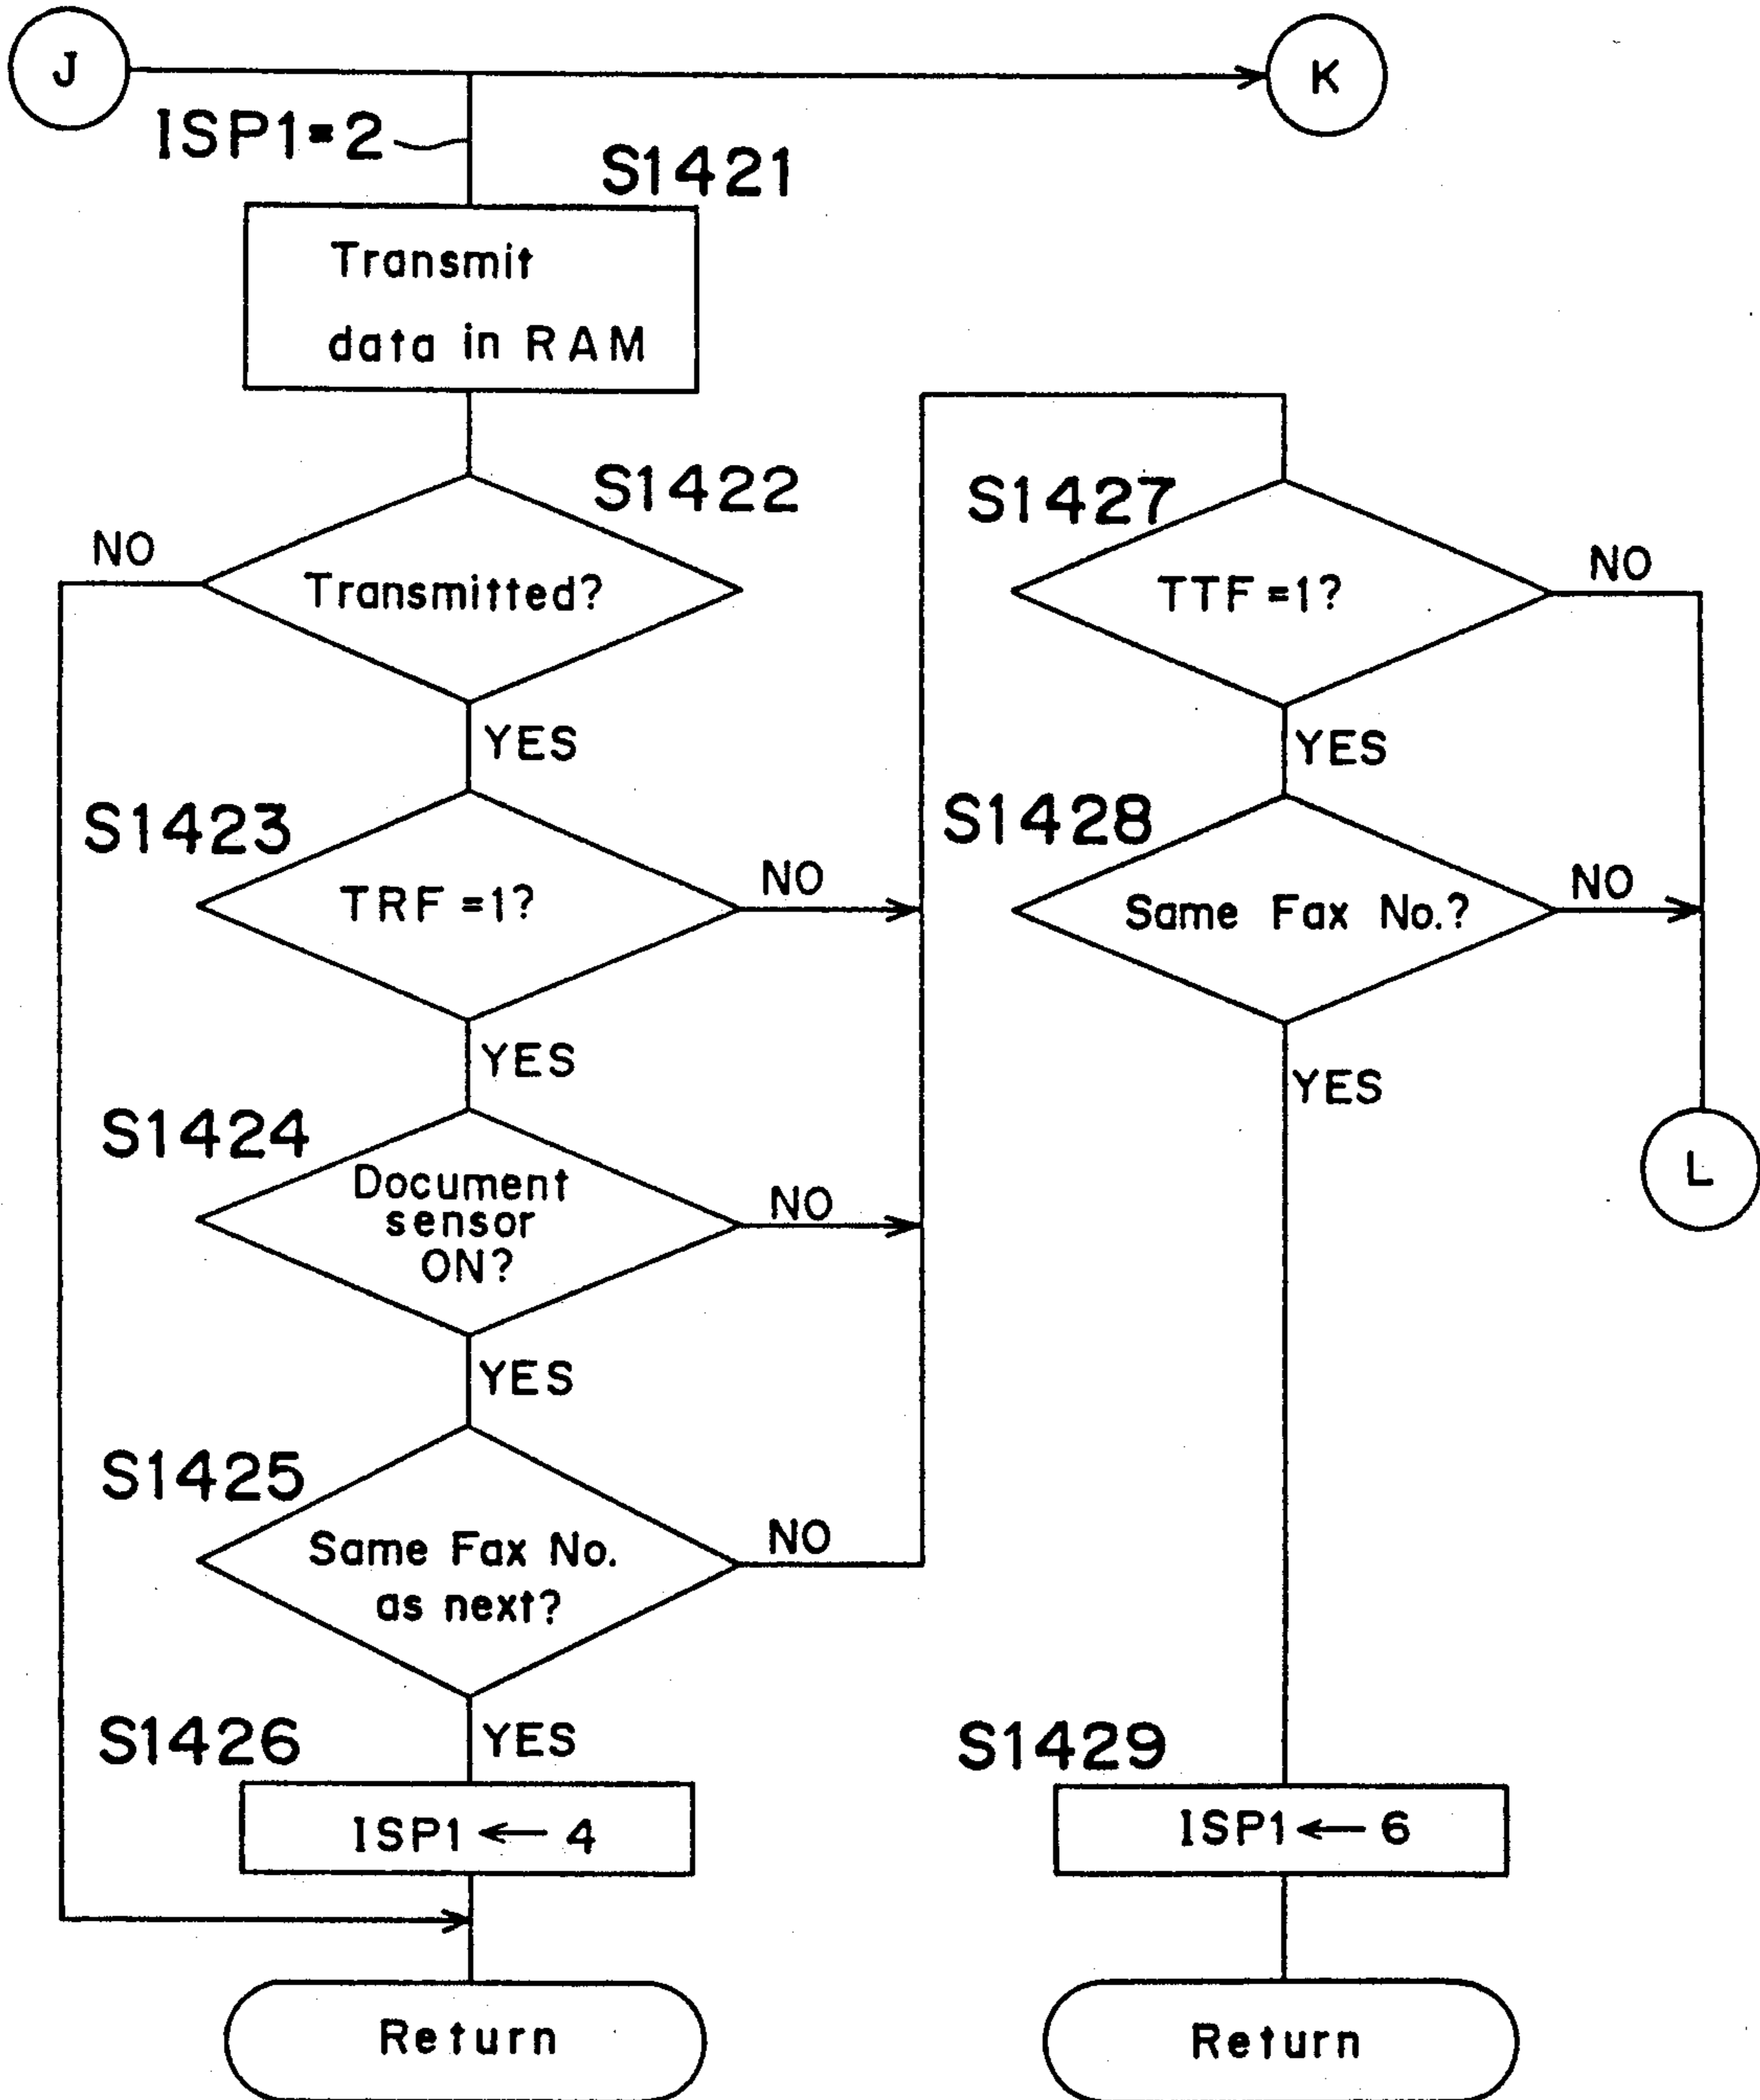 J
K
ISP1=2
S1421
Transmit
data in RAM
S1422
NO
Transmitted?
YES
S1423
TRF=1?
NO
YES
S1424
Document
sensor
ON?
NO
YES
S1425
Same Fax No.
as next?
NO
YES
S1426
ISP1 ← 4
Return
S1427
TTF=1?
NO
YES
S1428
Same Fax No.?
NO
YES
L
S1429
ISP1 ← 6
Return